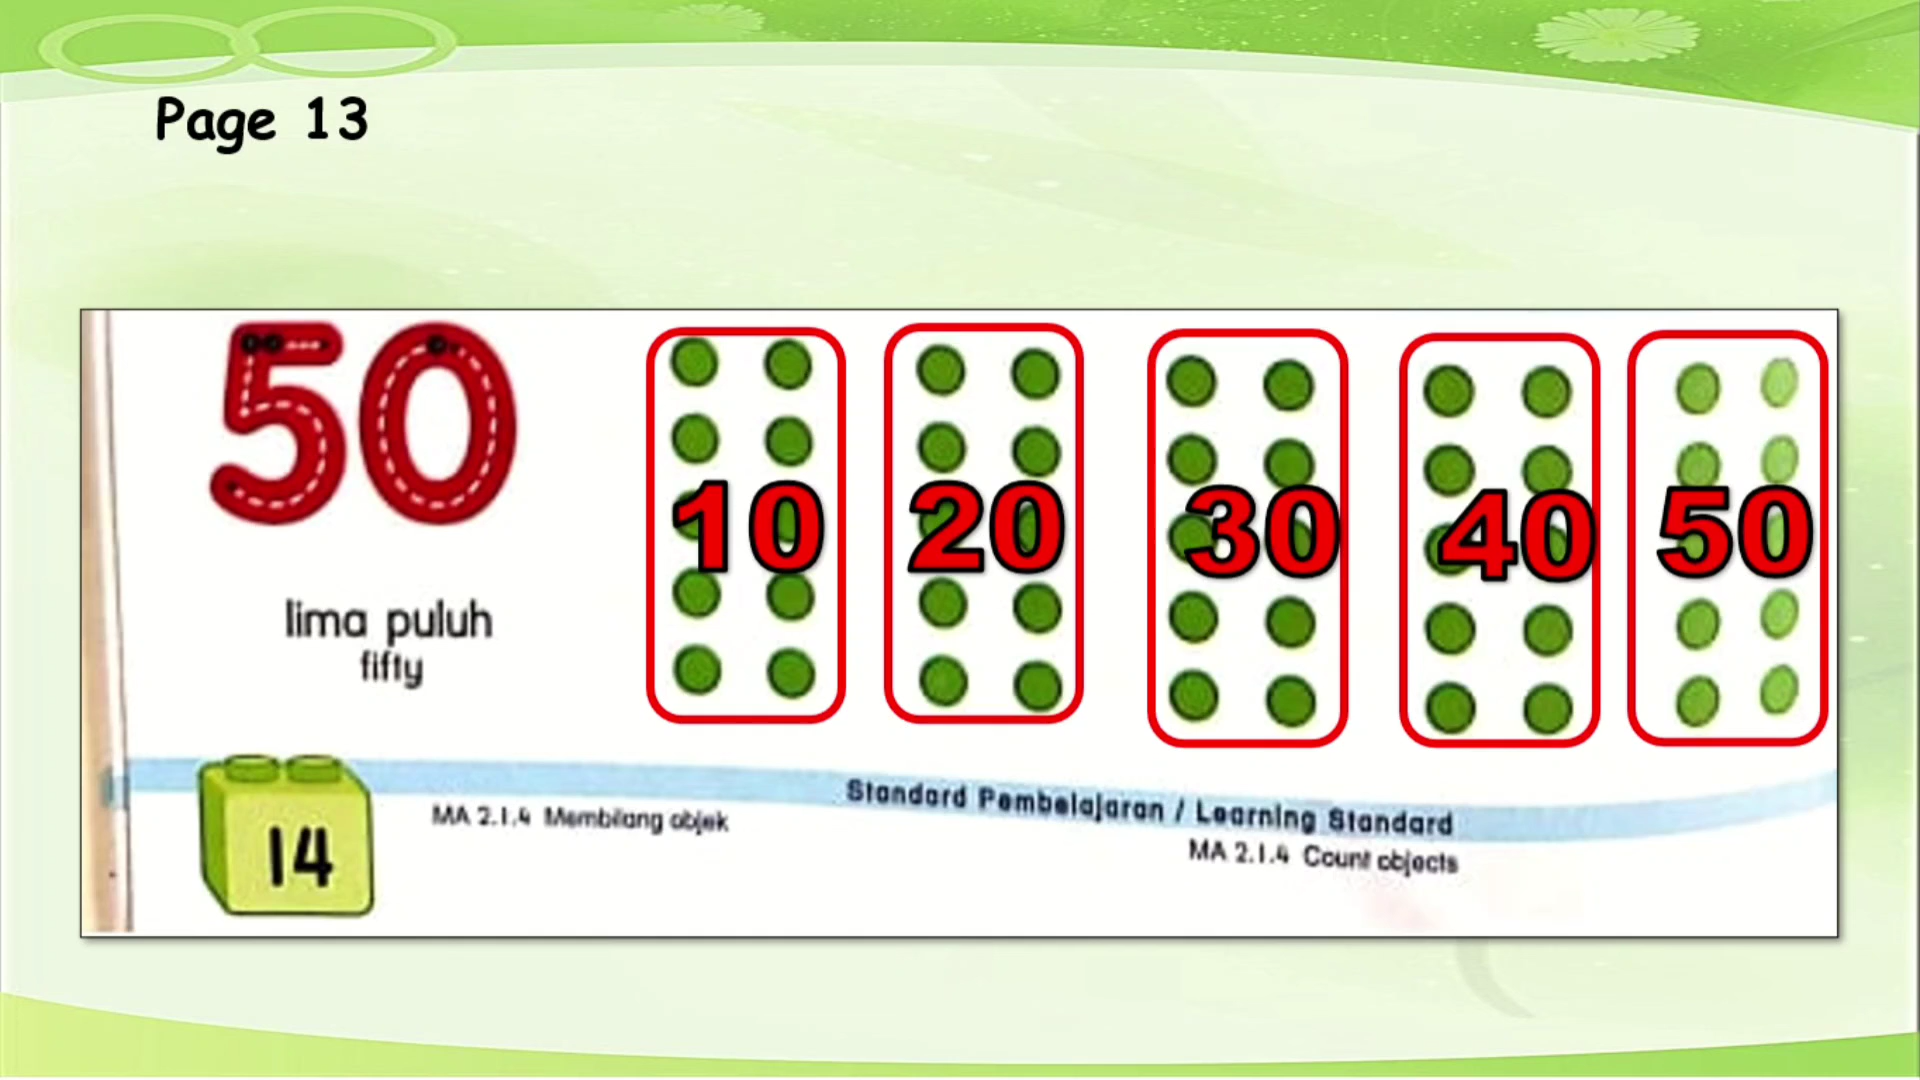 Page 13
50
10 20 30 40 50
lima puluh
fifty
14
MA 2.1.4 Membilang objek
Standard Pembelajaran / Learning Standard
MA 2.1.4 Count objects